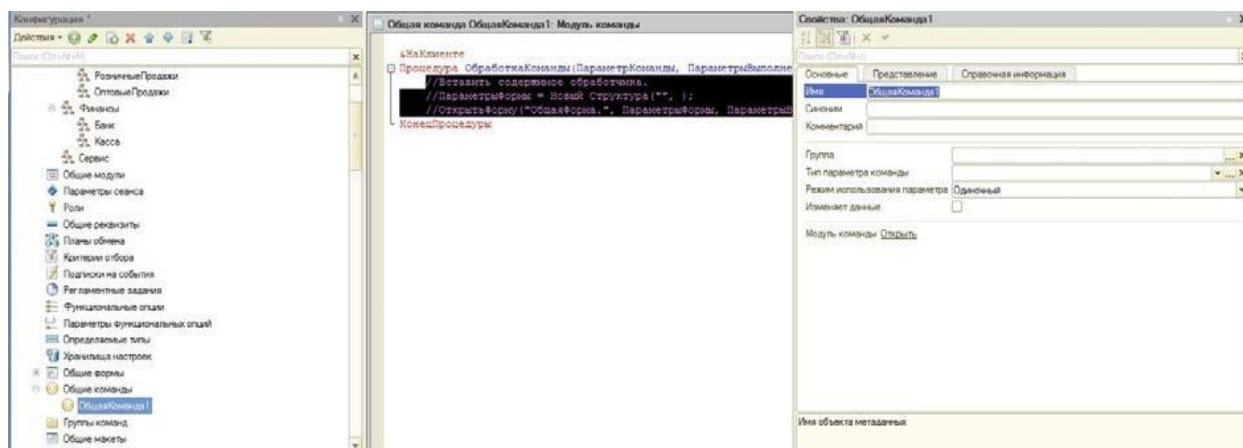 Конфигурация *
Действия
Поиск (Ctrl+Alt+M)
РозничныеПродажи
ОптовыеПродажи
Финансы
Банк
Касса
Сервис
Общие модули
Параметры сеанса
Роли
Общие реквизиты
Планы обмена
Критерии отбора
Подписки на события
Регламентные задания
Функциональные опции
Параметры функциональных опций
Определяемые типы
Хранилища настроек
Общие формы
Общие команды
ОбщаяКоманда1
Группы команд
Общие макеты
Общая команда ОбщаяКоманда1: Модуль команды
&НаКлиенте
Процедура ОбработкаКоманды(ПараметрКоманды, ПараметрыВыполне
//Вставить содержимое обработчика.
//ПараметрыФормы = Новый Структура("", );
//ОткрытьФорму("ОбщаяФорма.", ПараметрыФормы, ПараметрыВ
КонецПроцедуры
Свойства: ОбщаяКоманда1
Поиск (Ctrl+Alt+I)
Основные Представление Справочная информация
Имя ОбщаяКоманда1
Синоним
Комментарий
Группа ...
Тип параметра команды ...
Режим использования параметра Одиночный
Изменяет данные
Модуль команды Открыть
Имя объекта метаданных